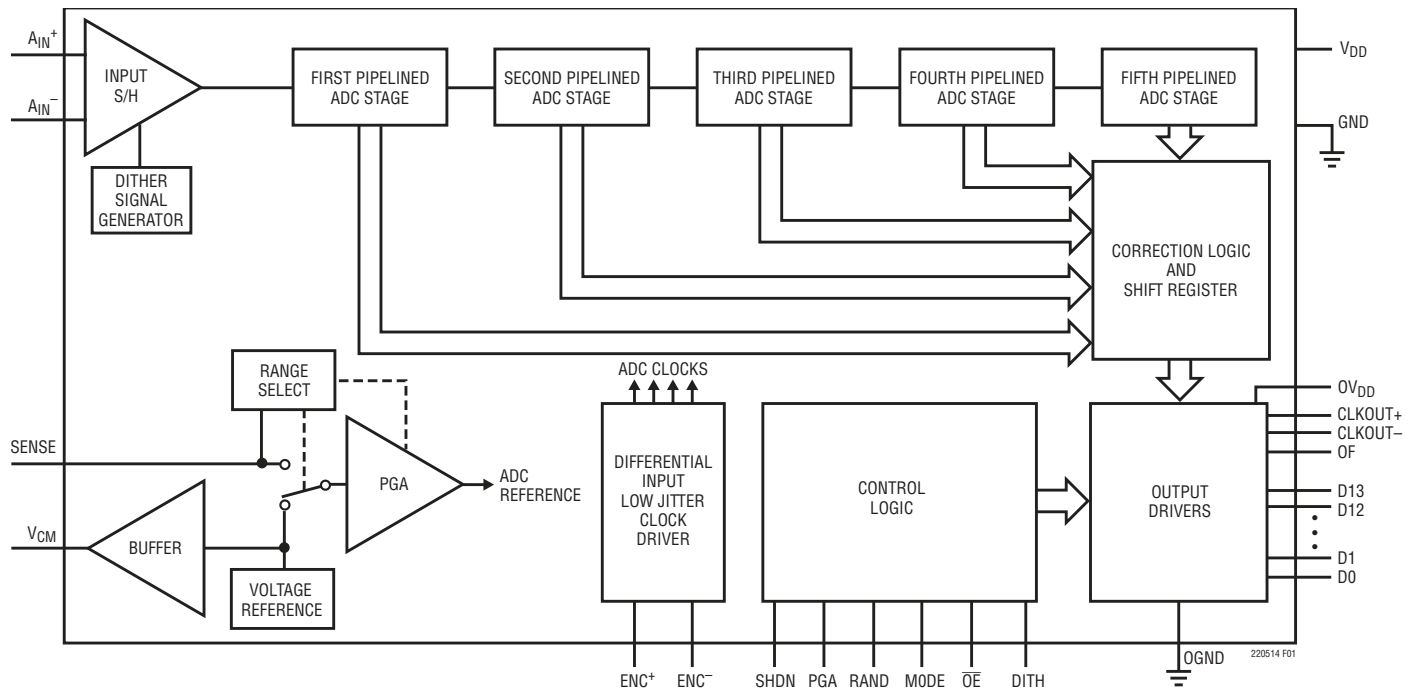 AIN+
AIN−
INPUT
S/H
DITHER
SIGNAL
GENERATOR
FIRST PIPELINED
ADC STAGE
SECOND PIPELINED
ADC STAGE
THIRD PIPELINED
ADC STAGE
FOURTH PIPELINED
ADC STAGE
FIFTH PIPELINED
ADC STAGE
VDD
GND
CORRECTION LOGIC
AND
SHIFT REGISTER
RANGE
SELECT
SENSE
PGA
ADC
REFERENCE
VCM
BUFFER
VOLTAGE
REFERENCE
ADC CLOCKS
DIFFERENTIAL
INPUT
LOW JITTER
CLOCK
DRIVER
CONTROL
LOGIC
OUTPUT
DRIVERS
OVDD
CLKOUT+
CLKOUT–
OF
D13
D12
D1
D0
OGND
ENC+
ENC−
SHDN
PGA
RAND
MODE
O̅E̅
DITH
220514 F01